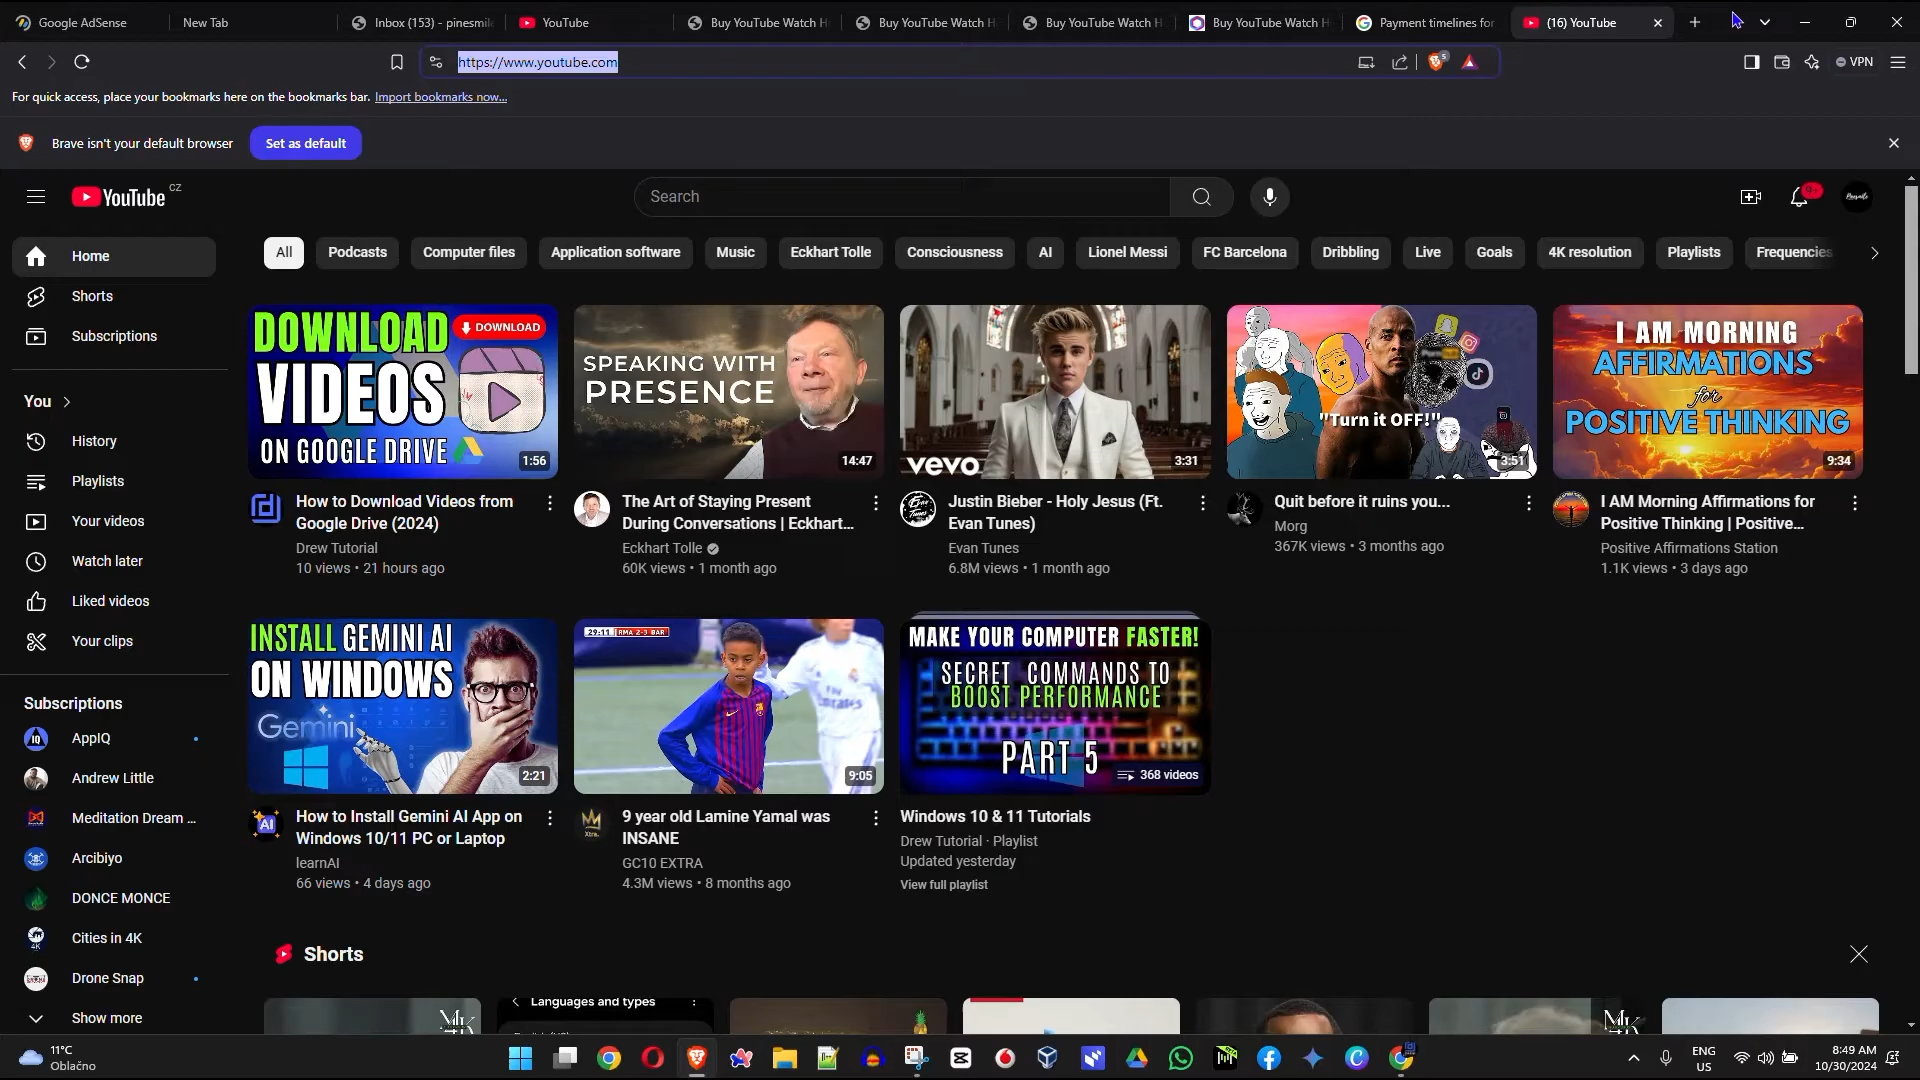 Google AdSense
New Tab
Inbox (153) - pinesmile
YouTube
Buy YouTube Watch H
Buy YouTube Watch H
Buy YouTube Watch H
Buy YouTube Watch H
Payment timelines for
(16) YouTube
https://www.youtube.com
5
VPN
For quick access, place your bookmarks here on the bookmarks bar. Import bookmarks now...
Brave isn't your default browser
Set as default
YouTube CZ
Search
9+
Home
Shorts
Subscriptions
You
History
Playlists
Your videos
Watch later
Liked videos
Your clips
Subscriptions
AppIQ
Andrew Little
Meditation Dream ...
Arcibiyo
DONCE MONCE
Cities in 4K
Drone Snap
Show more
All
Podcasts
Computer files
Application software
Music
Eckhart Tolle
Consciousness
AI
Lionel Messi
FC Barcelona
Dribbling
Live
Goals
4K resolution
Playlists
Frequencies
DOWNLOAD
DOWNLOAD
VIDEOS
ON GOOGLE DRIVE
1:56
How to Download Videos from
Google Drive (2024)
Drew Tutorial
10 views • 21 hours ago
SPEAKING WITH
PRESENCE
14:47
The Art of Staying Present
During Conversations | Eckhart...
Eckhart Tolle
60K views • 1 month ago
vevo
3:31
Justin Bieber - Holy Jesus (Ft.
Evan Tunes)
Evan Tunes
6.8M views • 1 month ago
"Turn it OFF!"
3:51
Quit before it ruins you...
Morg
367K views • 3 months ago
I AM MORNING
AFFIRMATIONS
for
POSITIVE THINKING
9:34
I AM Morning Affirmations for
Positive Thinking | Positive...
Positive Affirmations Station
1.1K views • 3 days ago
INSTALL GEMINI AI
ON WINDOWS
Gemini
2:21
How to Install Gemini AI App on
Windows 10/11 PC or Laptop
learnAI
66 views • 4 days ago
29:11 RMA 2-3 BAR
9:05
9 year old Lamine Yamal was
INSANE
GC10 EXTRA
4.3M views • 8 months ago
MAKE YOUR COMPUTER FASTER!
SECRET COMMANDS TO
BOOST PERFORMANCE
PART 5
368 videos
Windows 10 & 11 Tutorials
Drew Tutorial · Playlist
Updated yesterday
View full playlist
Shorts
Languages and types
11°C
Oblačno
ENG
US
8:49 AM
10/30/2024